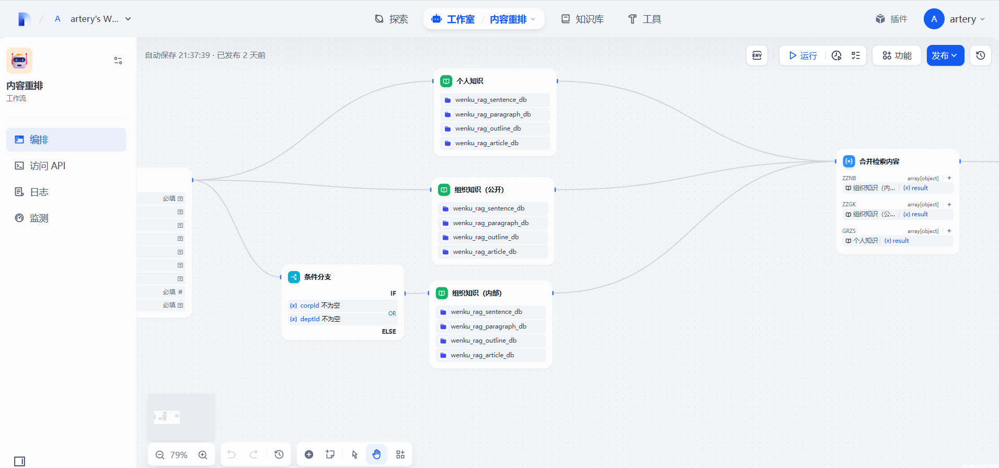 A artery's W...
探索
工作室 / 内容重排
知识库
工具
插件
A artery
内容重排
工作流
编排
访问 API
日志
监测
自动保存 21:37:39 · 已发布 2 天前
ENV
运行
功能
发布
必填
必填 #
必填
个人知识
wenku_rag_sentence_db
wenku_rag_paragraph_db
wenku_rag_outline_db
wenku_rag_article_db
组织知识（公开）
wenku_rag_sentence_db
wenku_rag_paragraph_db
wenku_rag_outline_db
wenku_rag_article_db
条件分支
IF
{x} corpId 不为空
OR
{x} deptId 不为空
ELSE
组织知识（内部）
wenku_rag_sentence_db
wenku_rag_paragraph_db
wenku_rag_outline_db
wenku_rag_article_db
{x} 合并检索内容
ZZNB array[object] +
组织知识（内... / {x} result
ZZGK array[object] +
组织知识（公... / {x} result
GRZS array[object] +
个人知识 / {x} result
79%